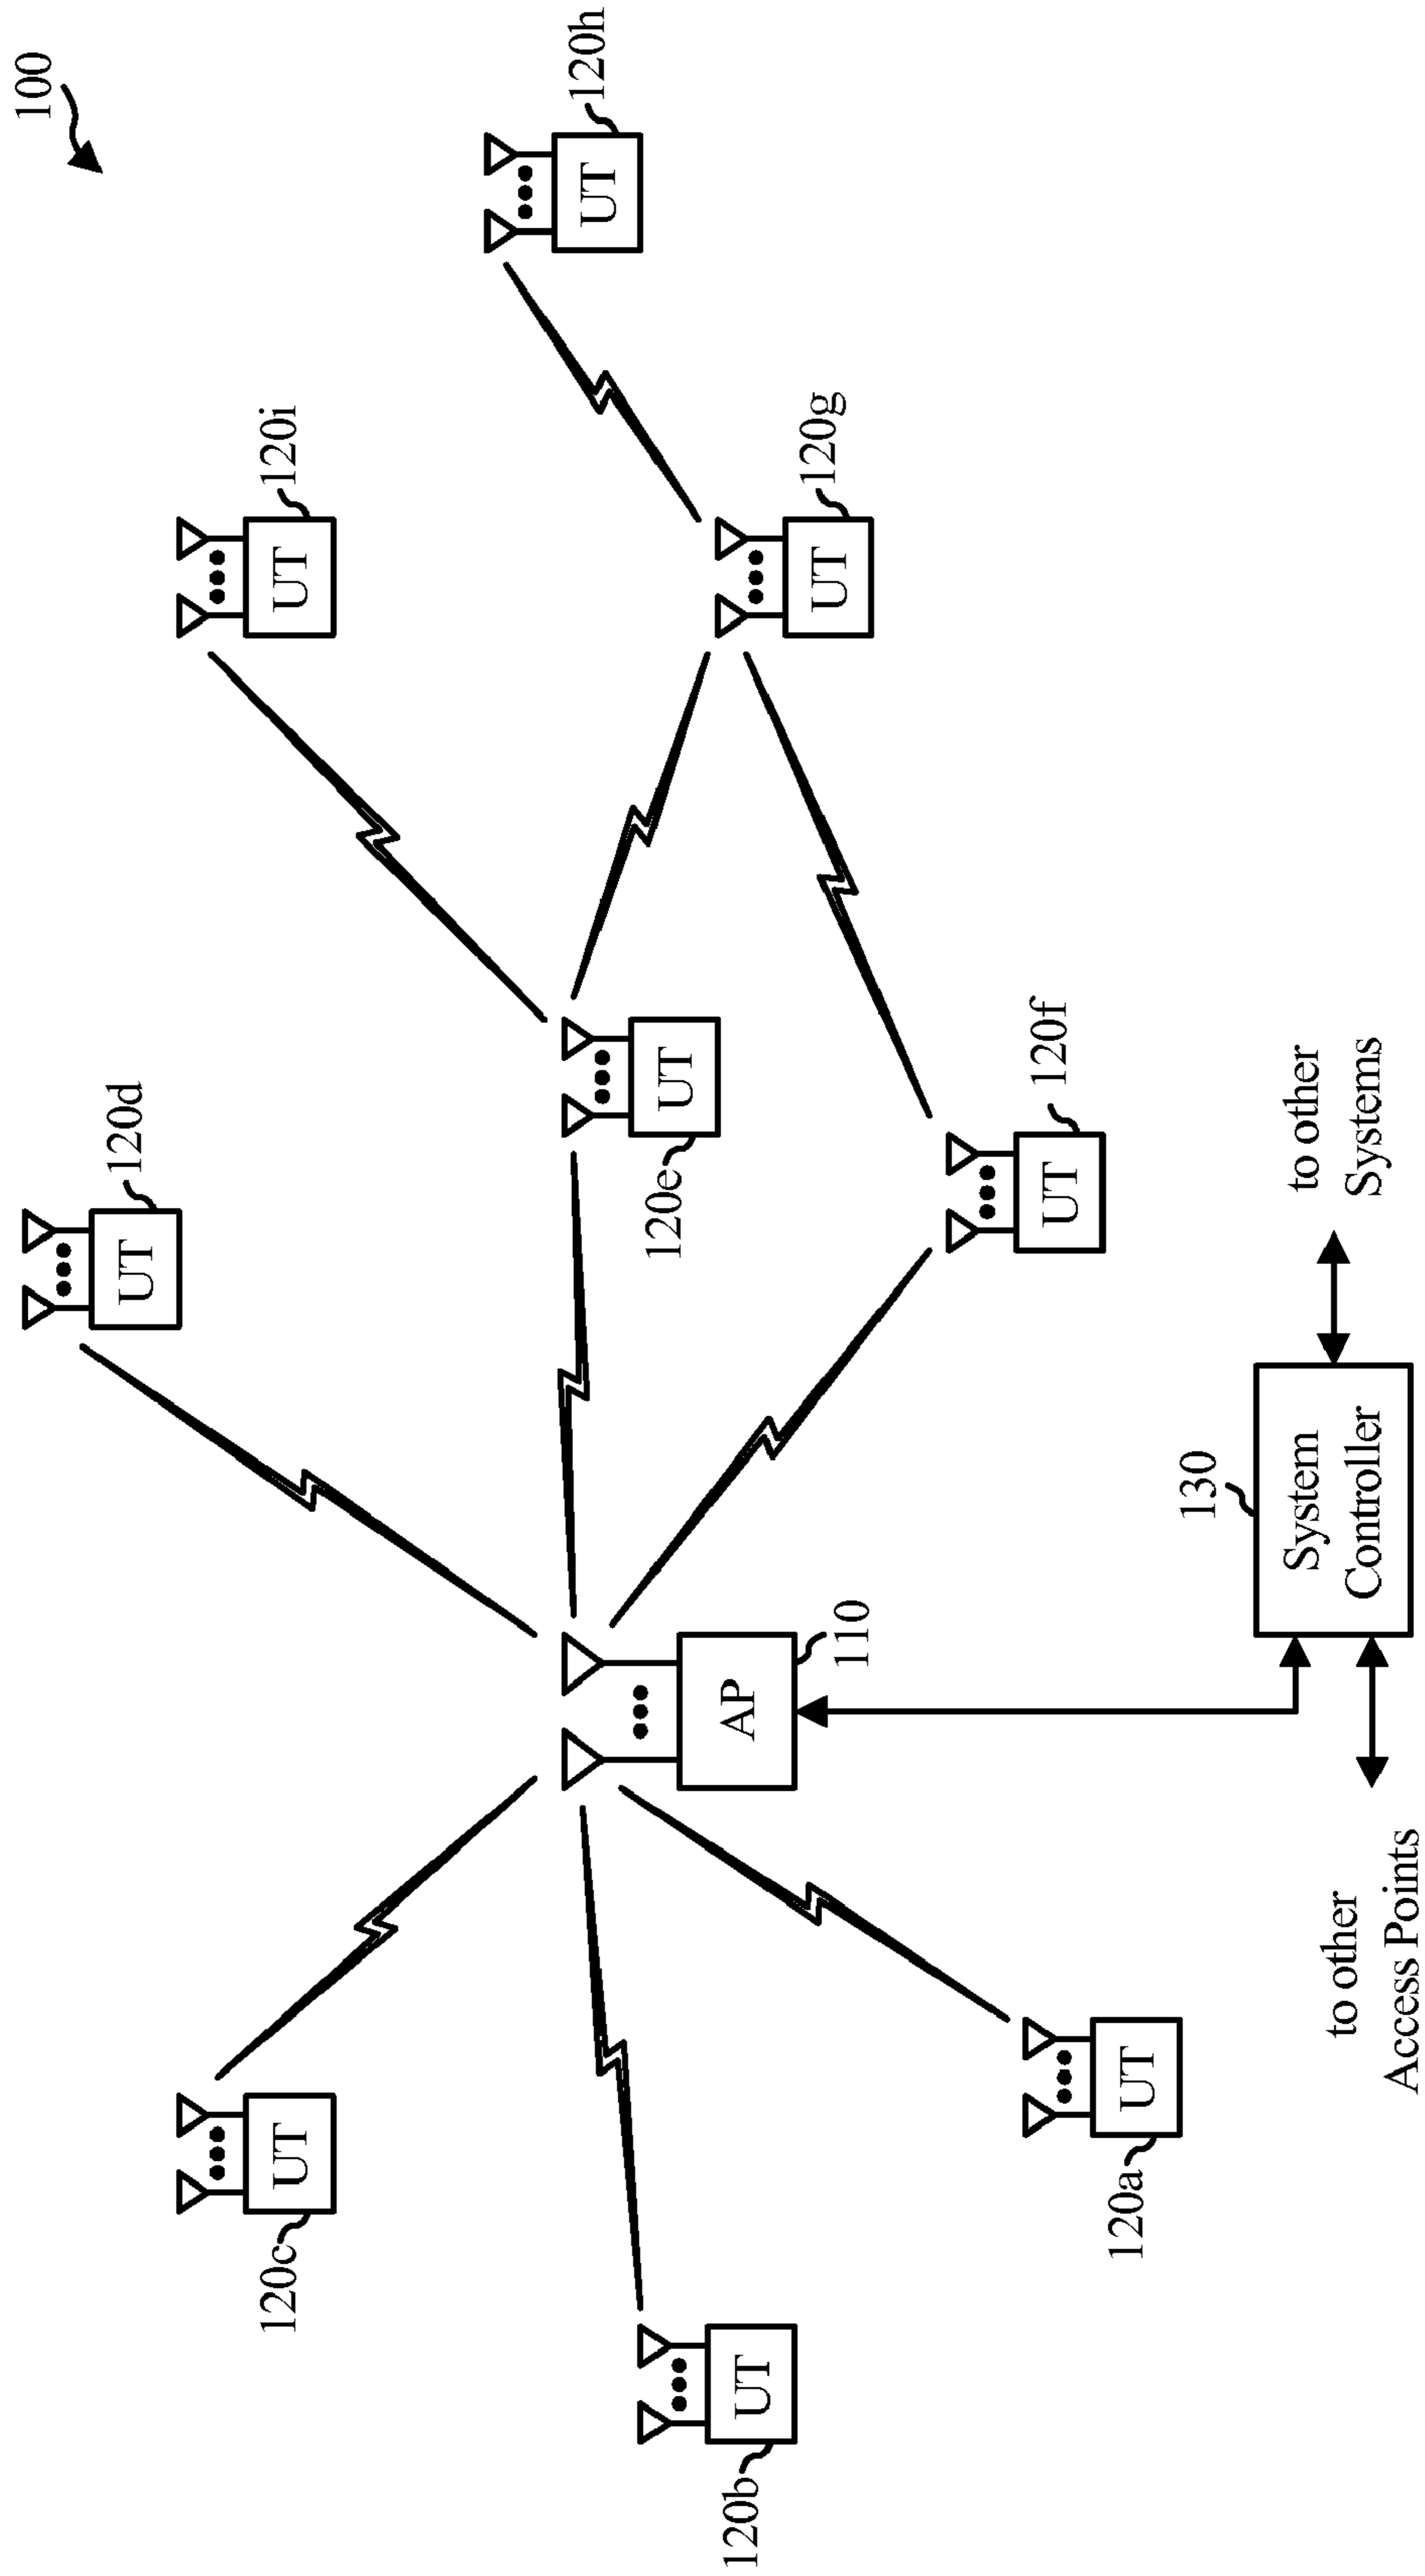 100
120d
UT
120i
UT
120c
UT
120h
UT
120e
UT
120b
UT
AP
110
120g
UT
120f
UT
120a
UT
130
System
Controller
to other
Systems
to other
Access Points